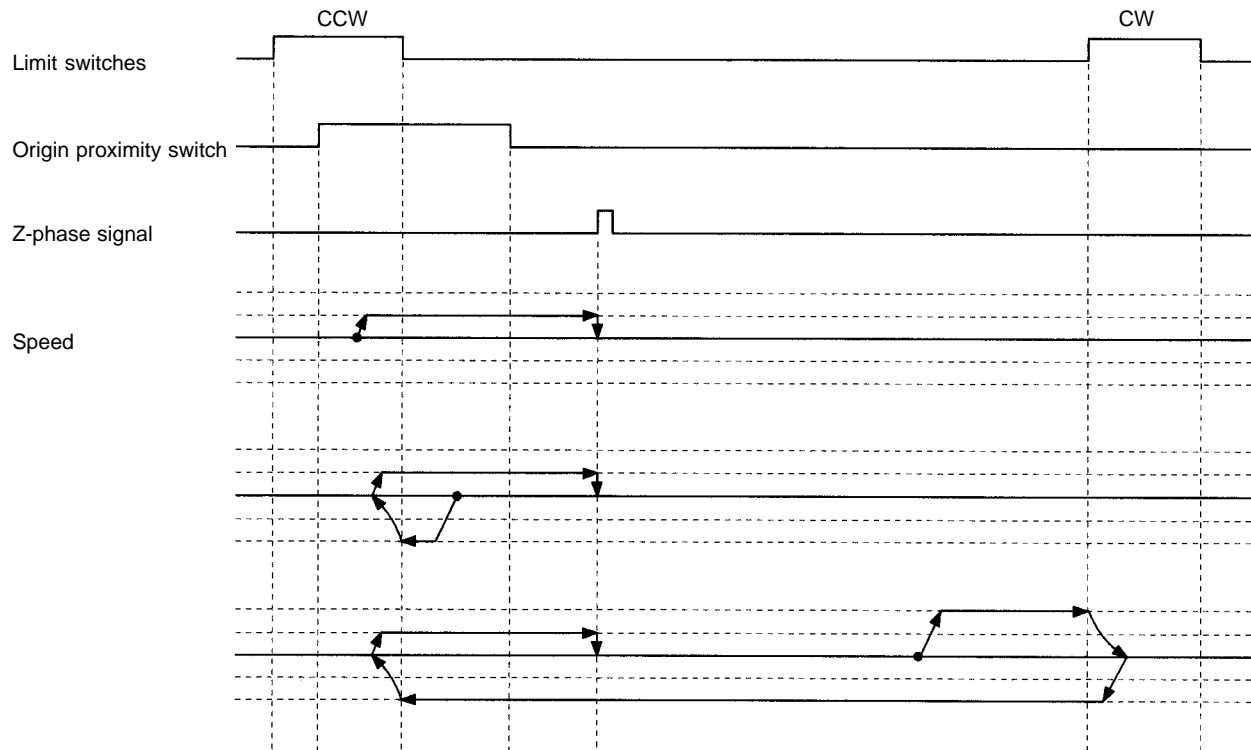 CCW
CW
Limit switches
Origin proximity switch
Z-phase signal
Speed